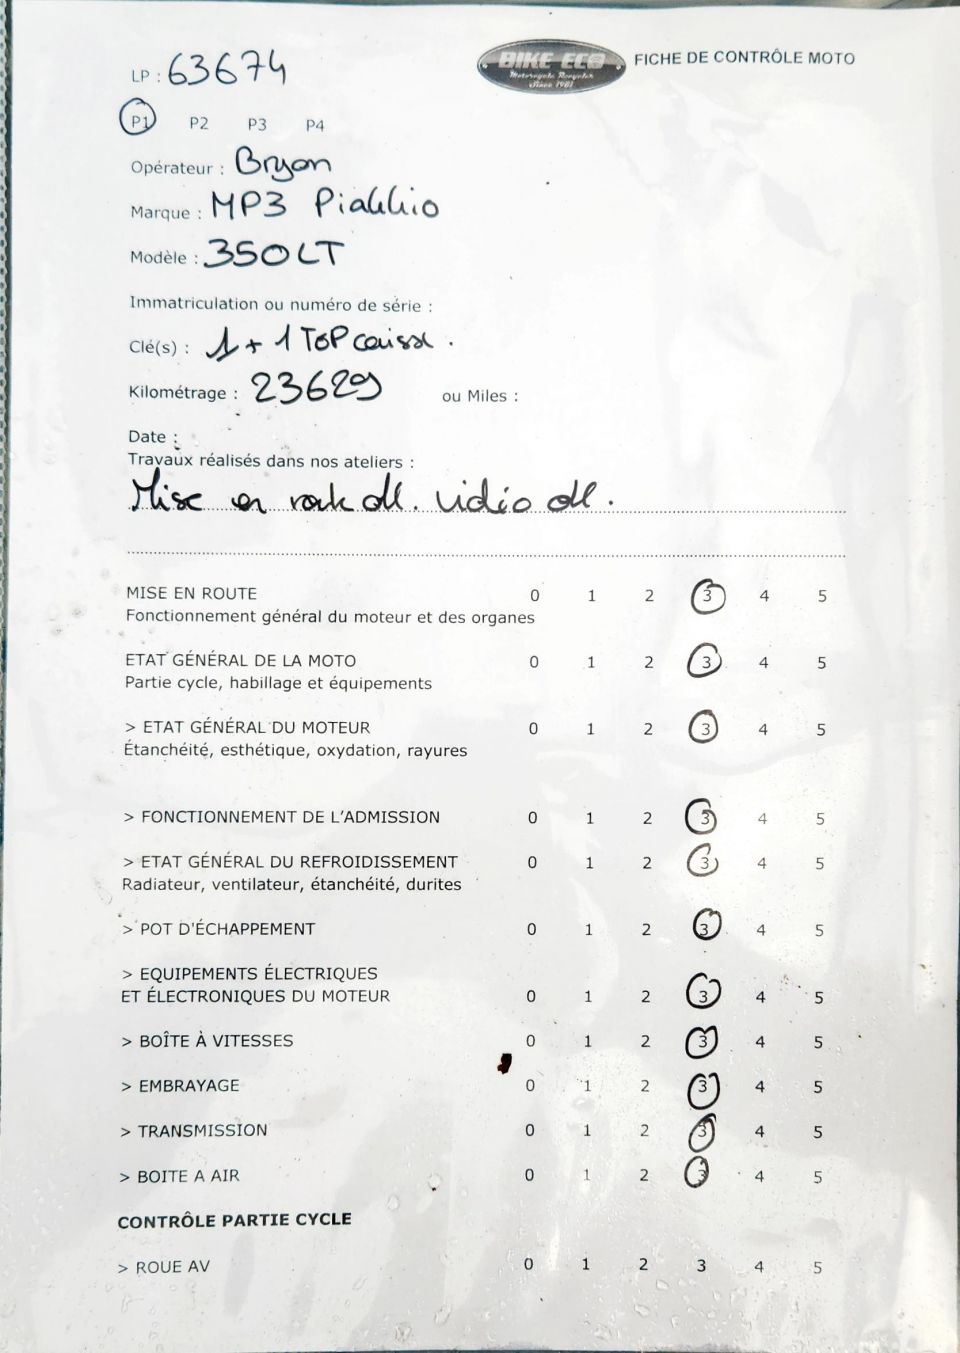 BIKE ECO
Motorcycle Recycler
Since 1981
FICHE DE CONTRÔLE MOTO
LP : 63674
P1 P2 P3 P4
Opérateur : Bryan
Marque : MP3 Piaggio
Modèle : 350LT
Immatriculation ou numéro de série :
Clé(s) : 1 + 1 TOP caisse.
Kilométrage : 23629 ou Miles :
Date :
Travaux réalisés dans nos ateliers :
Mise en route ok. vidéo ok.
MISE EN ROUTE 0 1 2 3 4 5
Fonctionnement général du moteur et des organes
ETAT GÉNÉRAL DE LA MOTO 0 1 2 3 4 5
Partie cycle, habillage et équipements
> ETAT GÉNÉRAL DU MOTEUR 0 1 2 3 4 5
Étanchéité, esthétique, oxydation, rayures
> FONCTIONNEMENT DE L'ADMISSION 0 1 2 3 4 5
> ETAT GÉNÉRAL DU REFROIDISSEMENT 0 1 2 3 4 5
Radiateur, ventilateur, étanchéité, durites
> POT D'ÉCHAPPEMENT 0 1 2 3 4 5
> EQUIPEMENTS ÉLECTRIQUES
ET ÉLECTRONIQUES DU MOTEUR 0 1 2 3 4 5
> BOÎTE À VITESSES 0 1 2 3 4 5
> EMBRAYAGE 0 1 2 3 4 5
> TRANSMISSION 0 1 2 3 4 5
> BOITE A AIR 0 1 2 3 4 5
CONTRÔLE PARTIE CYCLE
> ROUE AV 0 1 2 3 4 5